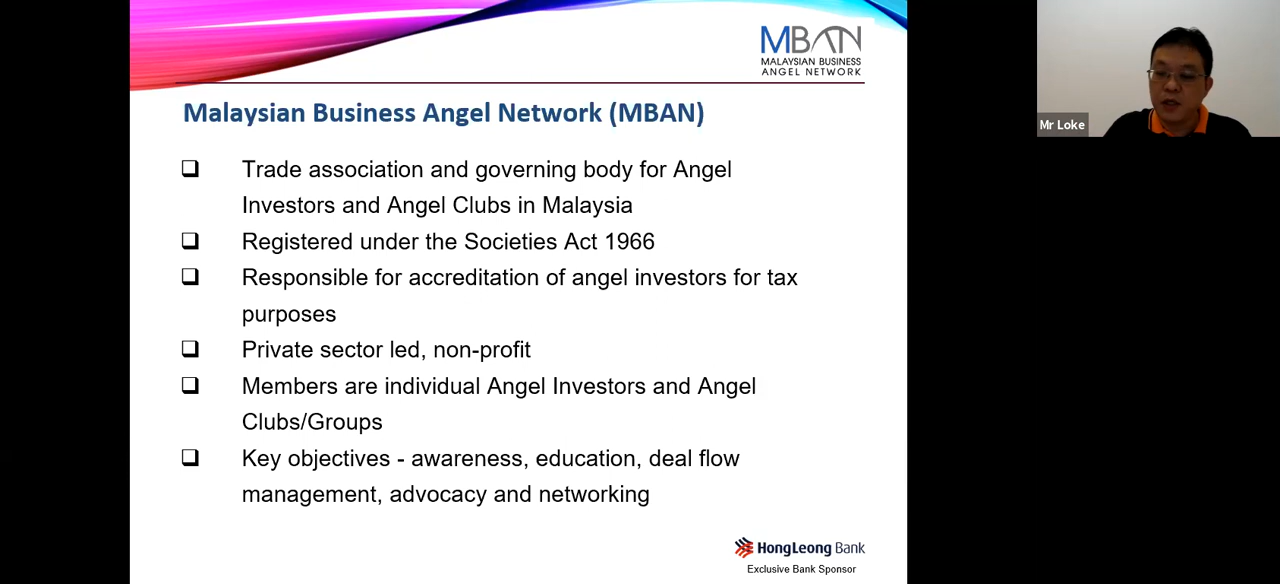 MBAN
MALAYSIAN BUSINESS
ANGEL NETWORK
Mr Loke
Malaysian Business Angel Network (MBAN)
❑ Trade association and governing body for Angel
Investors and Angel Clubs in Malaysia
❑ Registered under the Societies Act 1966
❑ Responsible for accreditation of angel investors for tax
purposes
❑ Private sector led, non-profit
❑ Members are individual Angel Investors and Angel
Clubs/Groups
❑ Key objectives - awareness, education, deal flow
management, advocacy and networking
HongLeong Bank
Exclusive Bank Sponsor